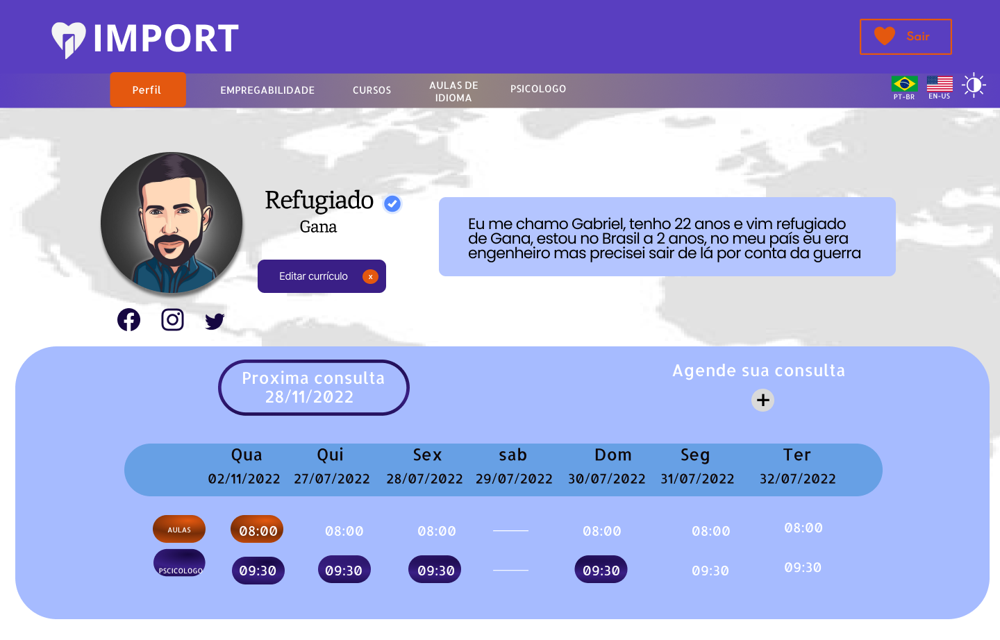 IMPORT
Sair
Perfil
EMPREGABILIDADE
CURSOS
AULAS DE
IDIOMA
PSICOLOGO
PT-BR
EN-US
Refugiado
Gana
Editar currículo
x
Eu me chamo Gabriel, tenho 22 anos e vim refugiado
de Gana, estou no Brasil a 2 anos, no meu país eu era
engenheiro mas precisei sair de lá por conta da guerra
Proxima consulta
28/11/2022
Agende sua consulta
+
Qua Qui Sex sab Dom Seg Ter
02/11/2022 27/07/2022 28/07/2022 29/07/2022 30/07/2022 31/07/2022 32/07/2022
AULAS 08:00 08:00 08:00 08:00 08:00 08:00
PSCICOLOGO 09:30 09:30 09:30 09:30 09:30 09:30